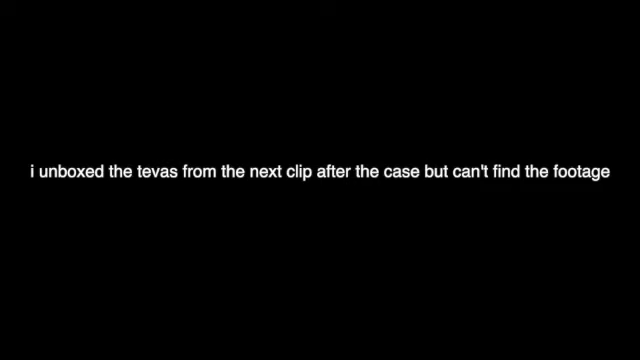 i unboxed the tevas from the next clip after the case but can't find the footage